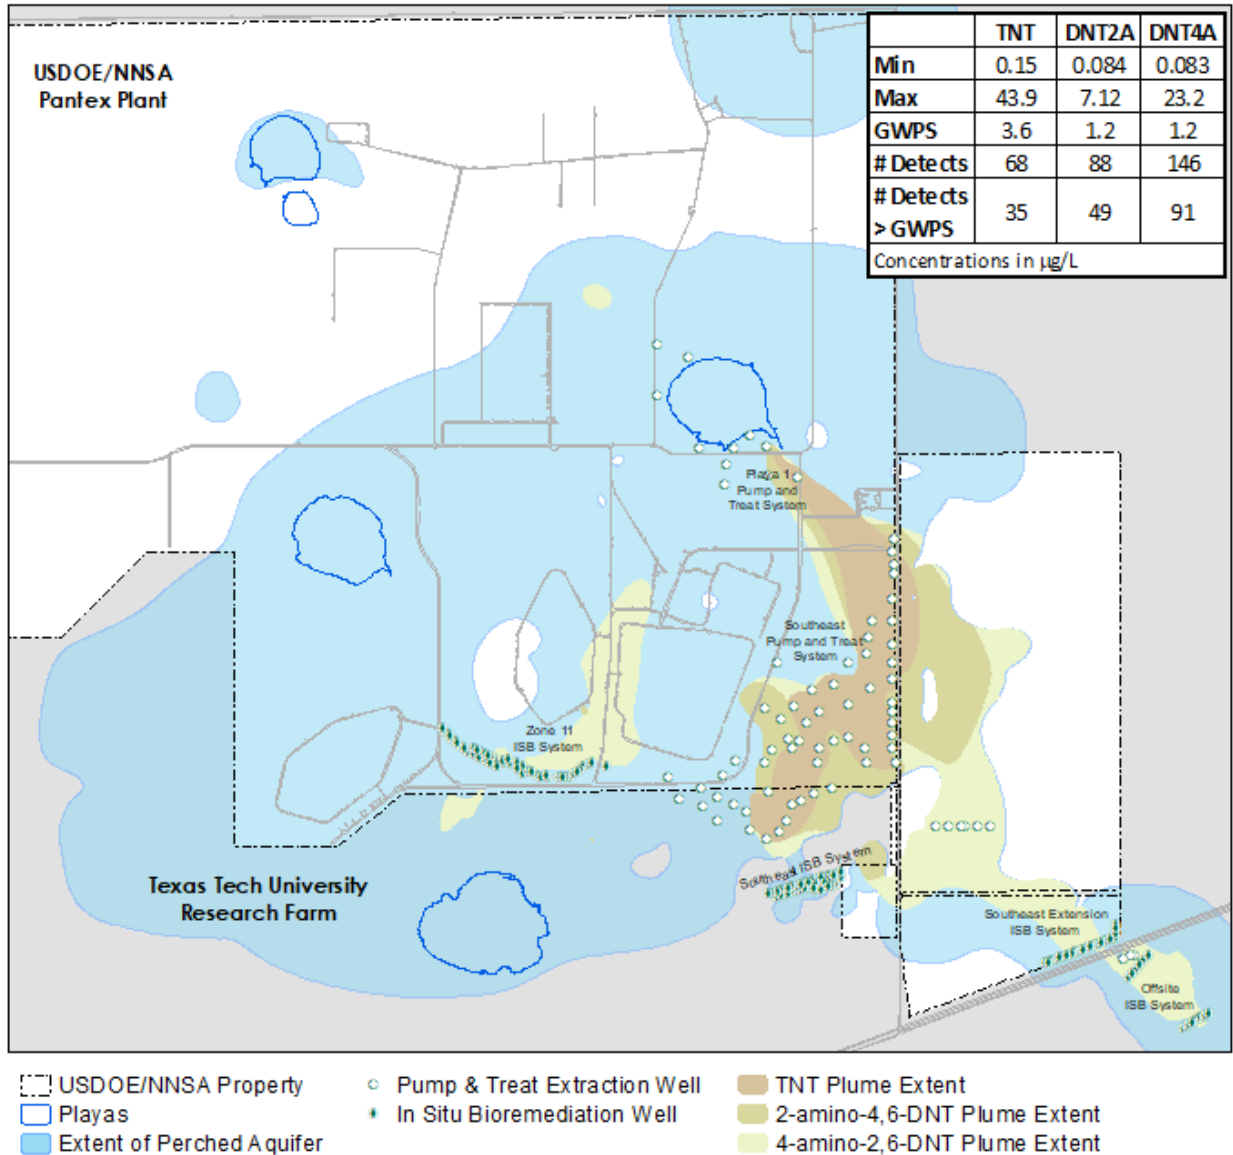 USDOE/NNSA
Pantex Plant
TNT DNT2A DNT4A
Min 0.15 0.084 0.083
Max 43.9 7.12 23.2
GWPS 3.6 1.2 1.2
# Detects 68 88 146
# Detects
> GWPS 35 49 91
Concentrations in µg/L
Playa 1
Pump and
Treat System
Southeast
Pump and Treat
System
Zone 11
ISB System
Texas Tech University
Research Farm
Southeast ISB System
Southeast Extension
ISB System
Offsite
ISB System
USDOE/NNSA Property
Playas
Extent of Perched Aquifer
Pump & Treat Extraction Well
In Situ Bioremediation Well
TNT Plume Extent
2-amino-4,6-DNT Plume Extent
4-amino-2,6-DNT Plume Extent